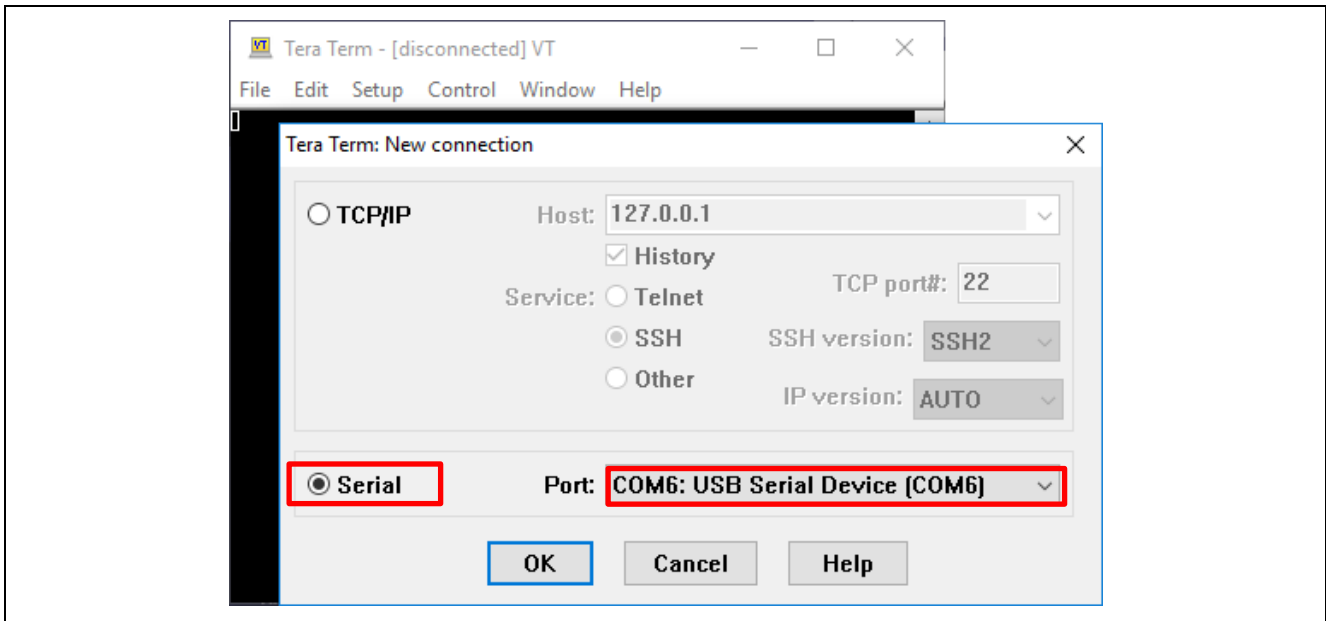 VT Tera Term - [disconnected] VT
File Edit Setup Control Window Help
Tera Term: New connection
TCP/IP Host: 127.0.0.1
History
TCP port#: 22
Service: Telnet
SSH SSH version: SSH2
Other
IP version: AUTO
Serial Port: COM6: USB Serial Device (COM6)
OK Cancel Help